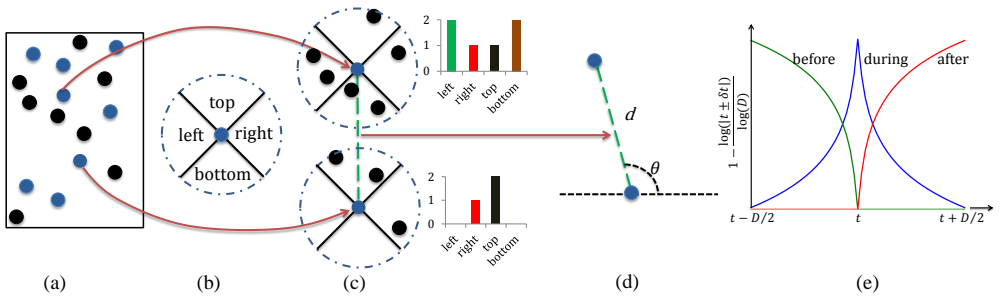 top
left
right
bottom
2
1
0
left
right
top
bottom
2
1
0
left
right
top
bottom
d
θ
1 − log(|t ± δt|) / log(D)
before
during
after
t − D/2
t
t + D/2
(a)
(b)
(c)
(d)
(e)